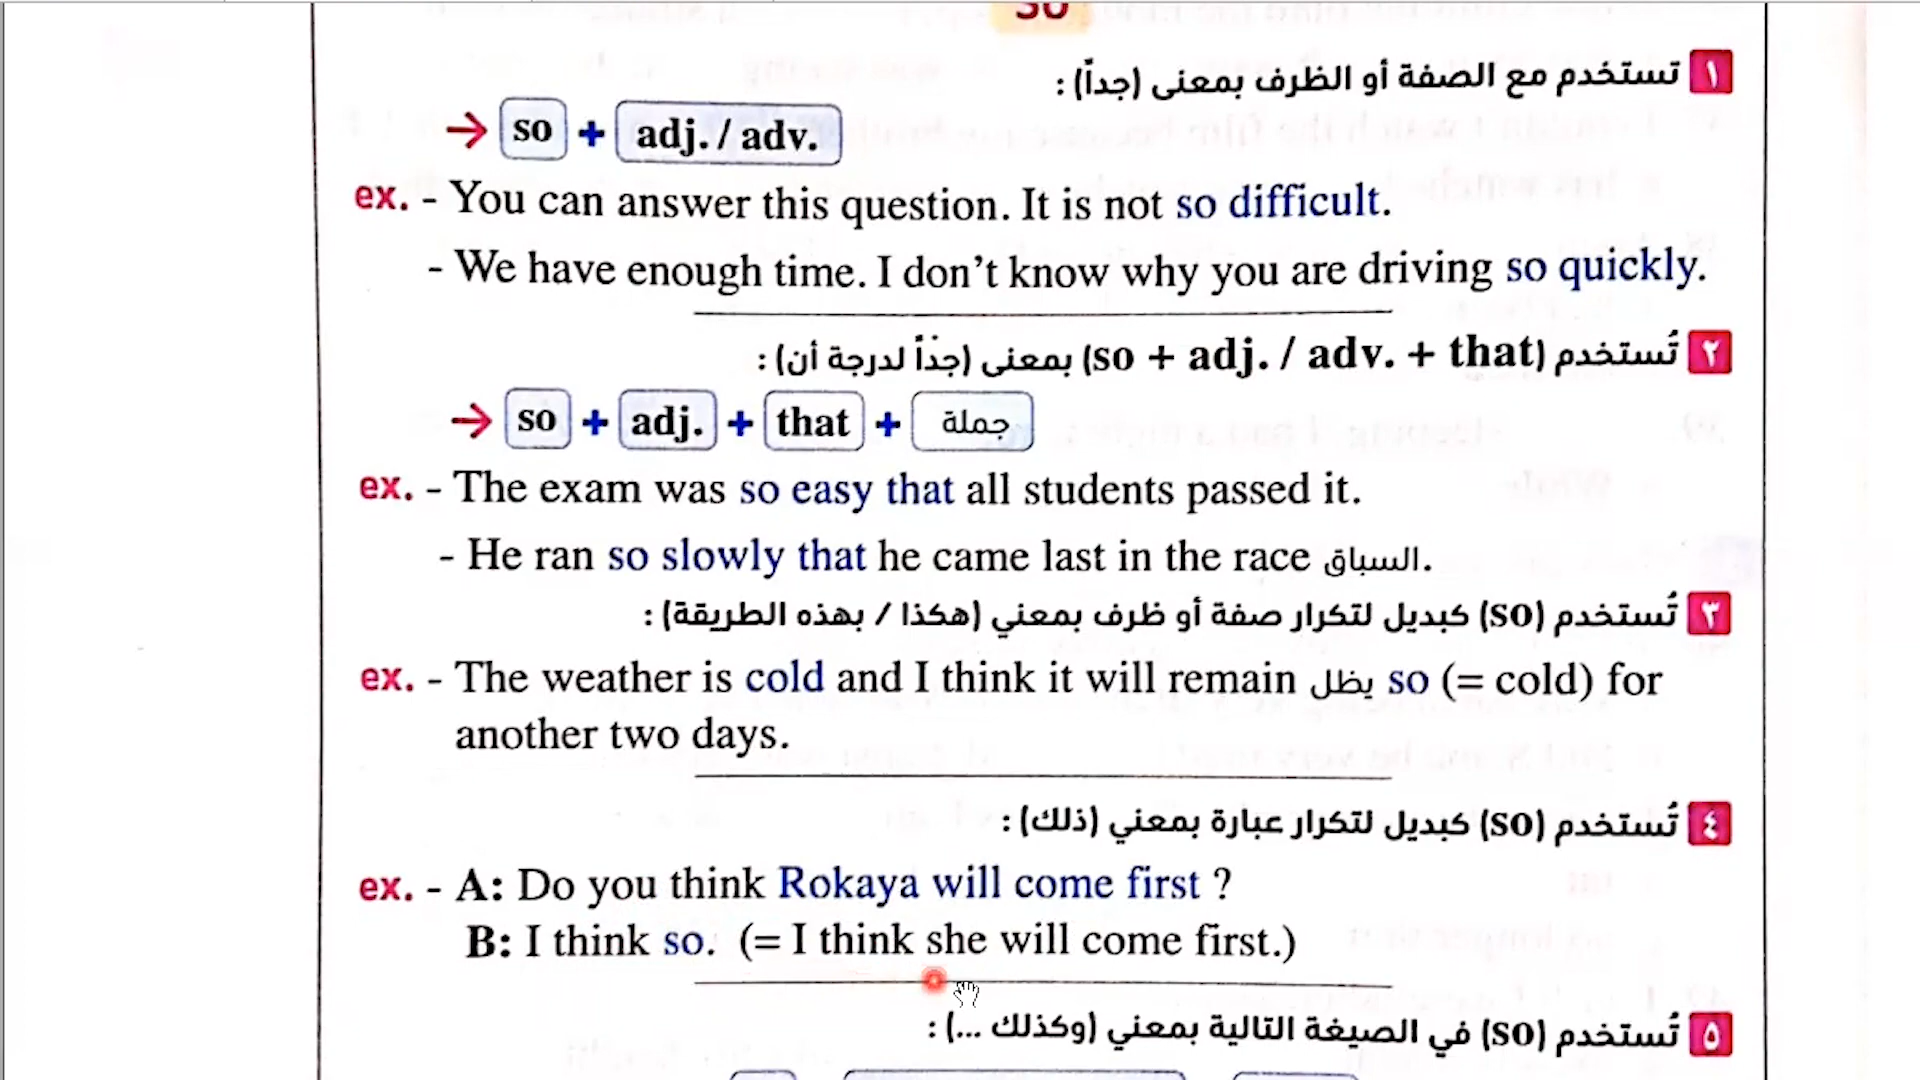 so
١ تستخدم مع الصفة أو الظرف بمعنى (جداً) :
→ so + adj. / adv.
ex. - You can answer this question. It is not so difficult.
- We have enough time. I don't know why you are driving so quickly.
٢ تُستخدم (so + adj. / adv. + that) بمعنى (جداً لدرجة أن) :
→ so + adj. + that + جملة
ex. - The exam was so easy that all students passed it.
- He ran so slowly that he came last in the race السباق.
٣ تُستخدم (so) كبديل لتكرار صفة أو ظرف بمعني (هكذا / بهذه الطريقة) :
ex. - The weather is cold and I think it will remain يظل so (= cold) for
another two days.
٤ تُستخدم (so) كبديل لتكرار عبارة بمعني (ذلك) :
ex. - A: Do you think Rokaya will come first ?
B: I think so. (= I think she will come first.)
٥ تُستخدم (so) في الصيغة التالية بمعني (وكذلك ...) :